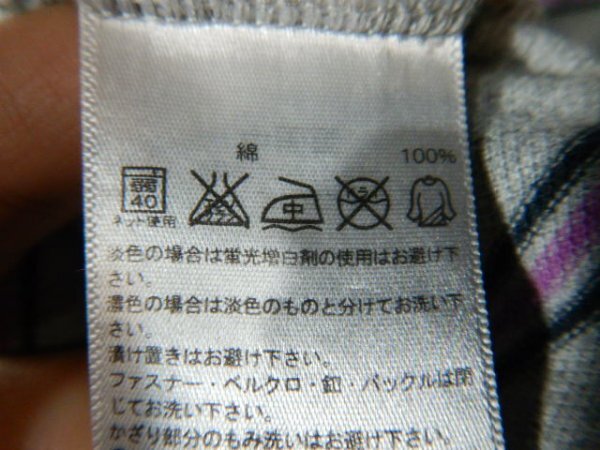 綿 100%
弱 40 中 ドライ
ネット使用
淡色の場合は蛍光増白剤の使用はお避け下
さい。
濃色の場合は淡色のものと分けてお洗い下
さい。
漬け置きはお避け下さい。
ファスナー・ベルクロ・釦・バックルは閉
じてお洗い下さい。
かざり部分のもみ洗いはお避け下さい。